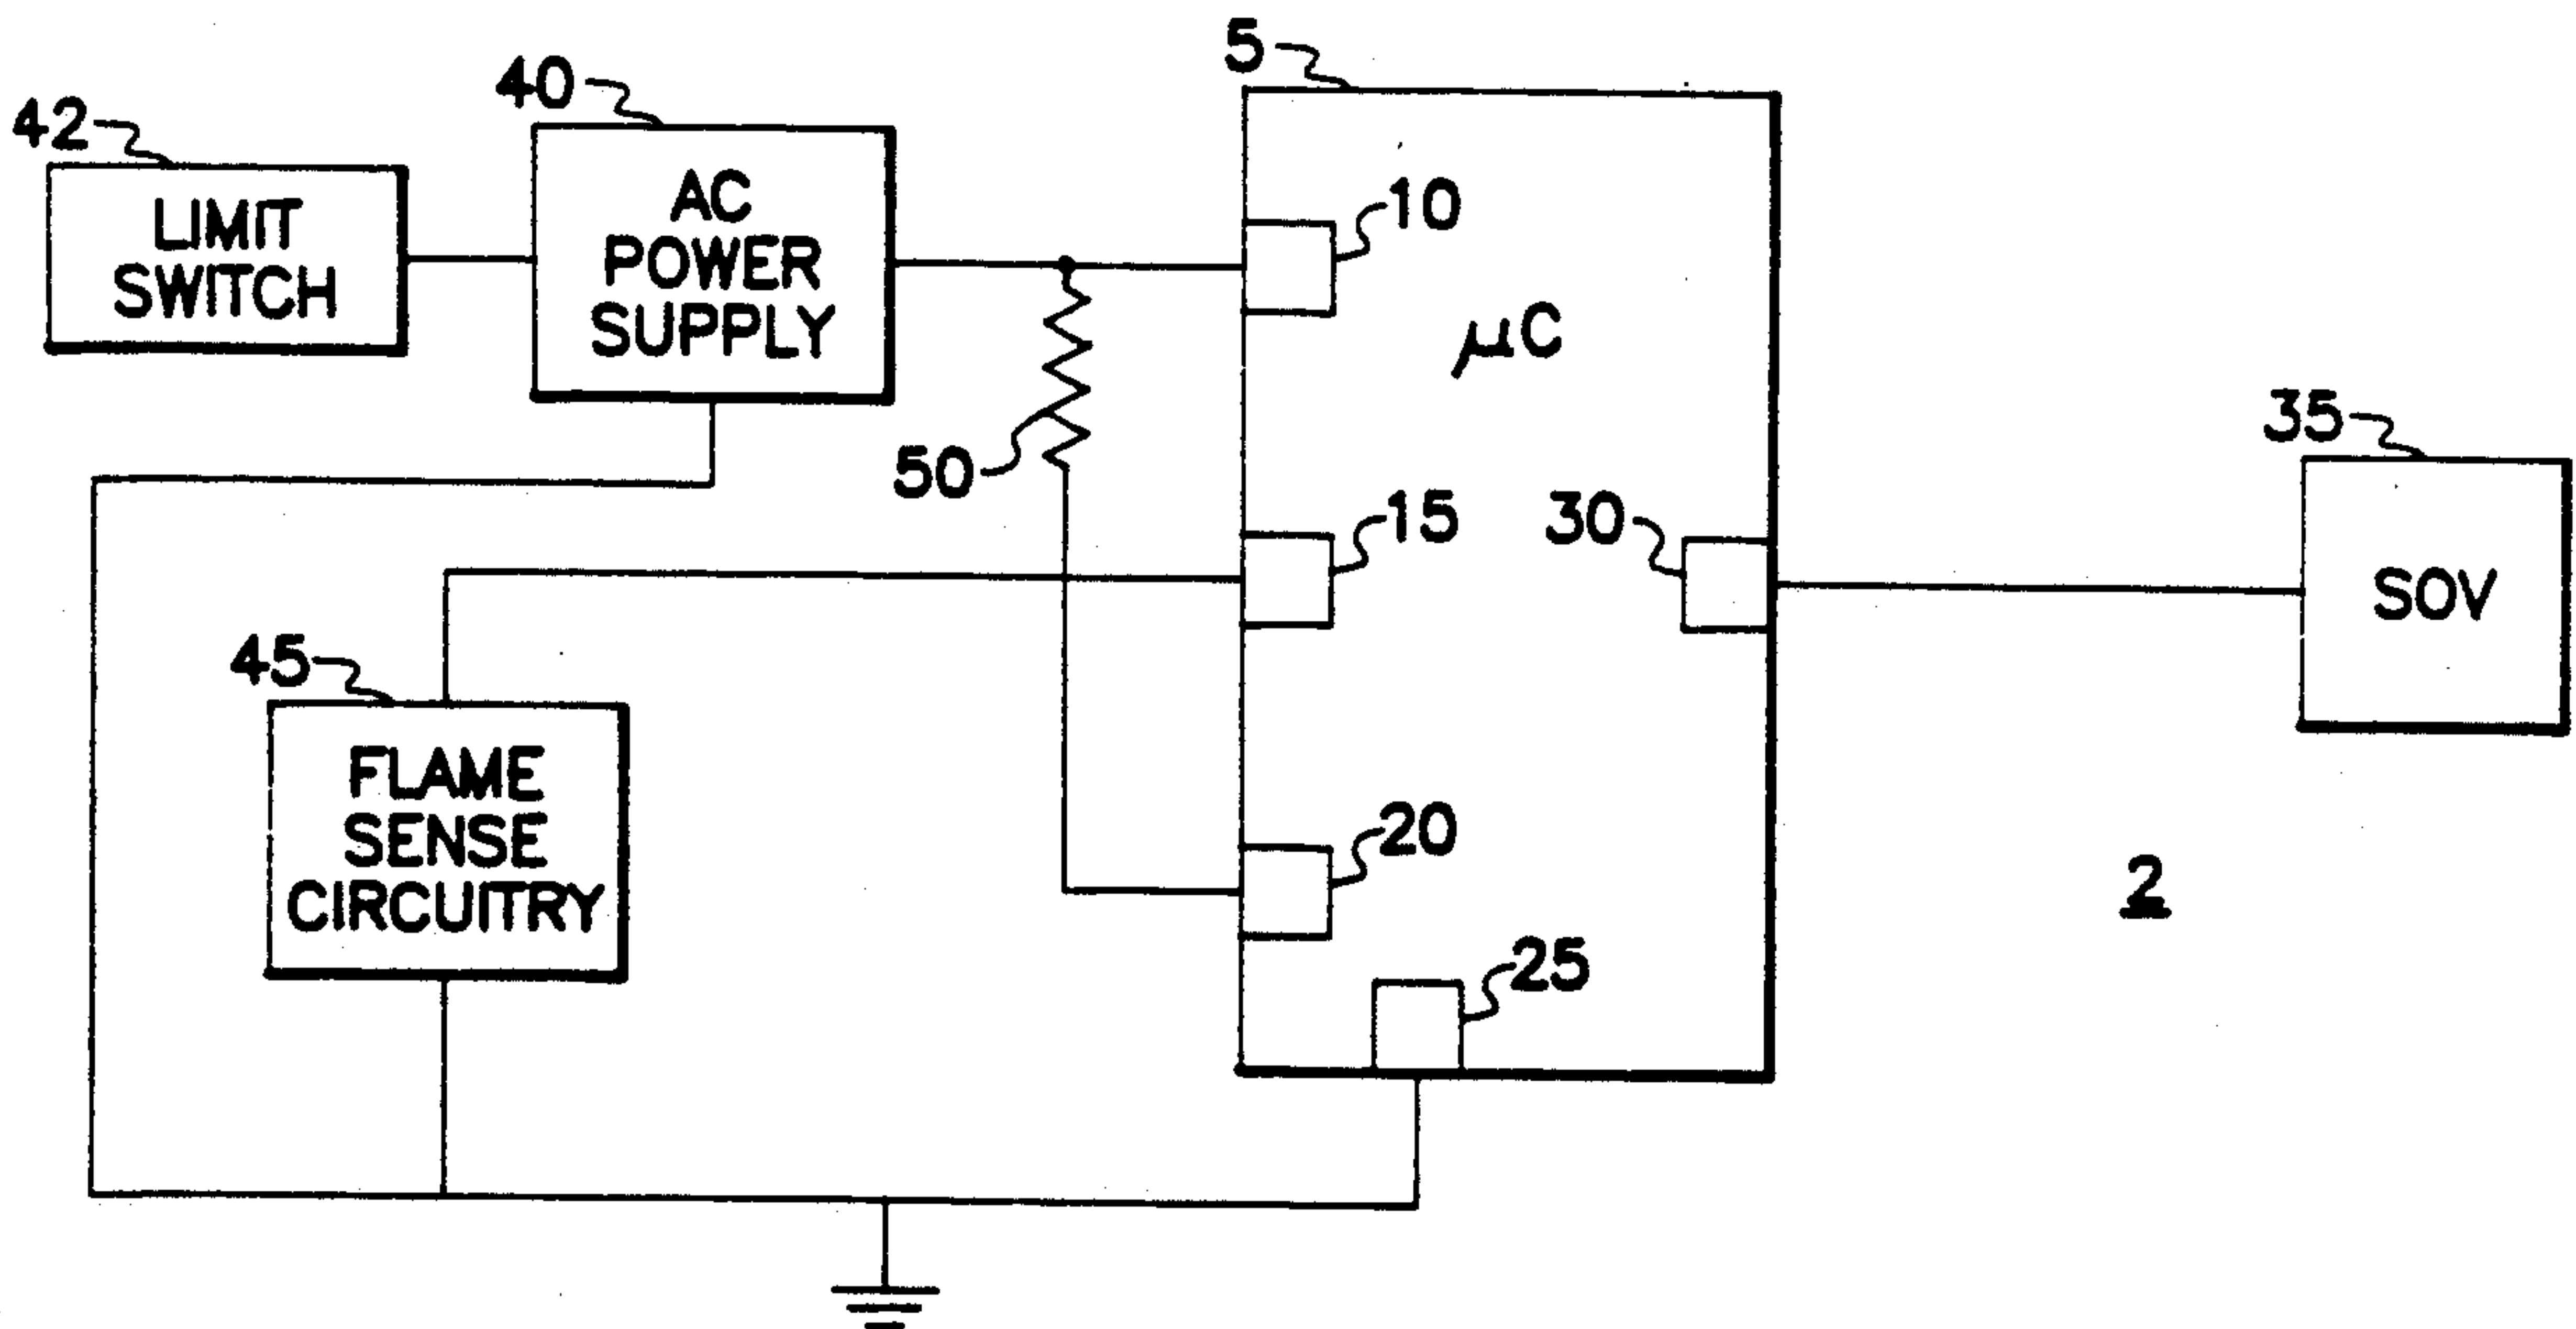 5
40
42
AC
POWER
SUPPLY
LIMIT
SWITCH
10
μC
50
15
30
35
SOV
45
FLAME
SENSE
CIRCUITRY
20
25
2